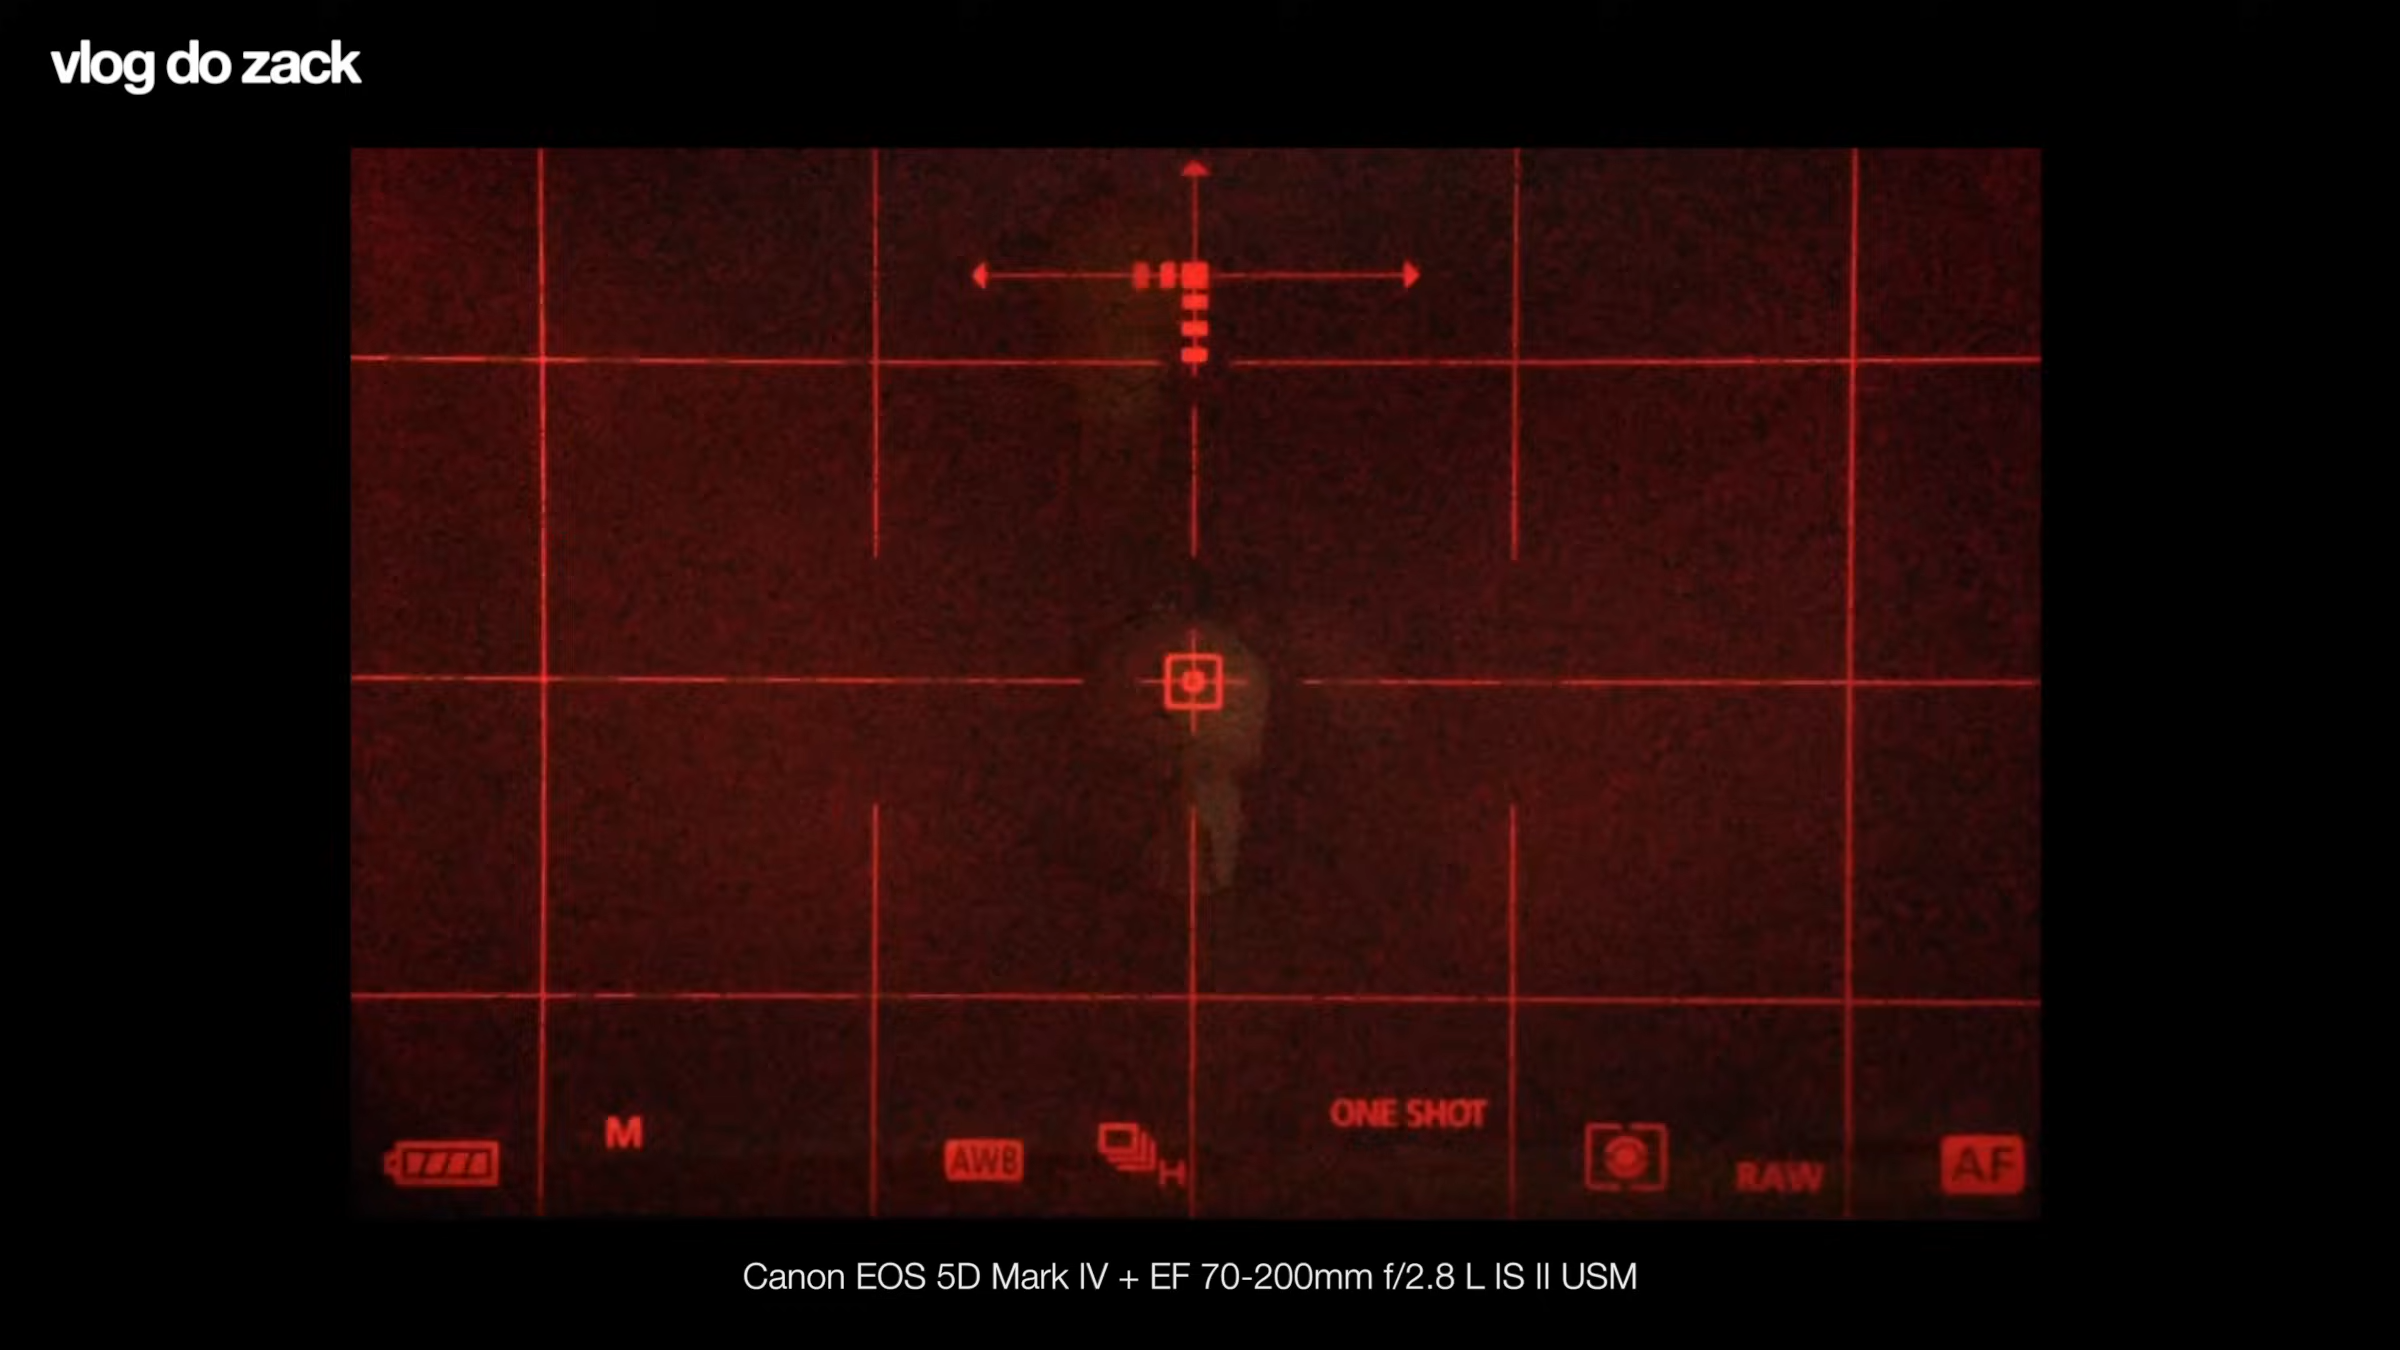 vlog do zack
M
ONE SHOT
AWB
H
RAW
AF
Canon EOS 5D Mark IV + EF 70-200mm f/2.8 L IS II USM